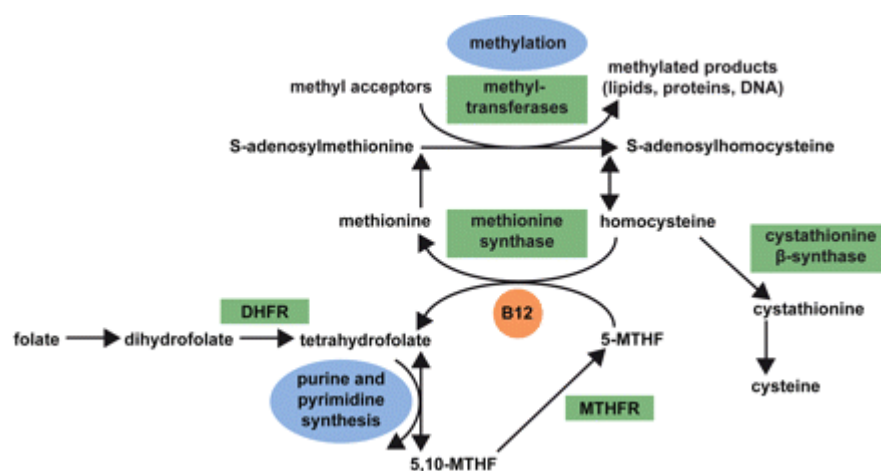 methylation
methyl acceptors
methyl-
transferases
methylated products
(lipids, proteins, DNA)
S-adenosylmethionine
S-adenosylhomocysteine
methionine
methionine
synthase
homocysteine
cystathionine
β-synthase
DHFR
B12
cystathionine
folate
dihydrofolate
tetrahydrofolate
5-MTHF
purine and
pyrimidine
synthesis
MTHFR
cysteine
5,10-MTHF